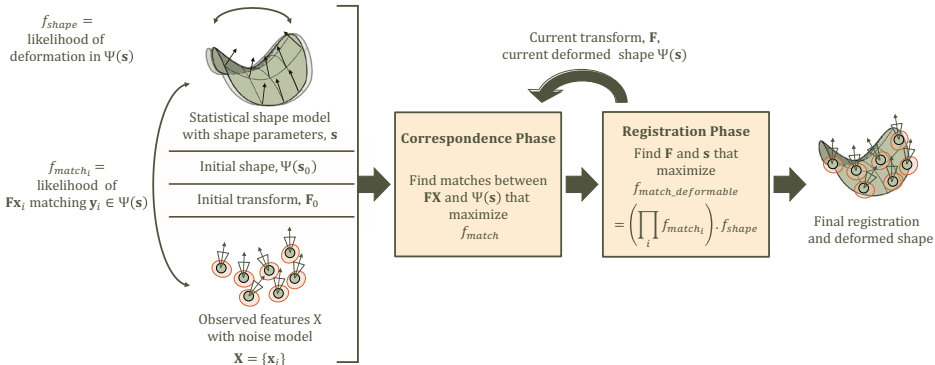 f_shape =
likelihood of
deformation in Ψ(s)
f_match_i =
likelihood of
Fx_i matching y_i ∈ Ψ(s)
Statistical shape model
with shape parameters, s
Initial shape, Ψ(s_0)
Initial transform, F_0
Observed features X
with noise model
X = {x_i}
Correspondence Phase
Find matches between
FX and Ψ(s) that
maximize
f_match
Current transform, F,
current deformed shape Ψ(s)
Registration Phase
Find F and s that
maximize
f_match_deformable
= (∏_i f_match_i) . f_shape
Final registration
and deformed shape